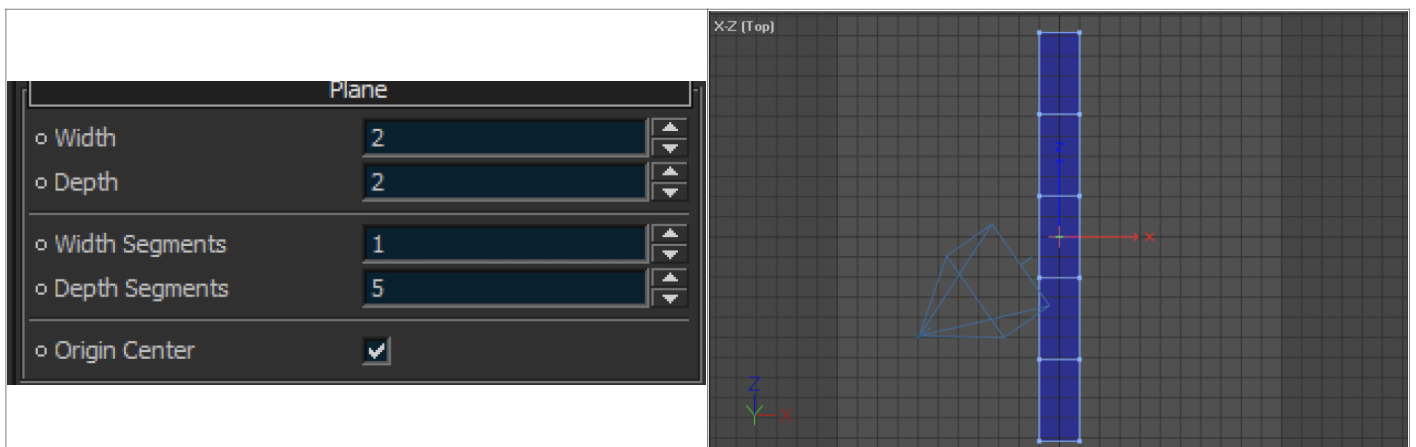 Plane
Width 2
Depth 2
Width Segments 1
Depth Segments 5
Origin Center
X-Z (Top)
Z
X
Z
Y X